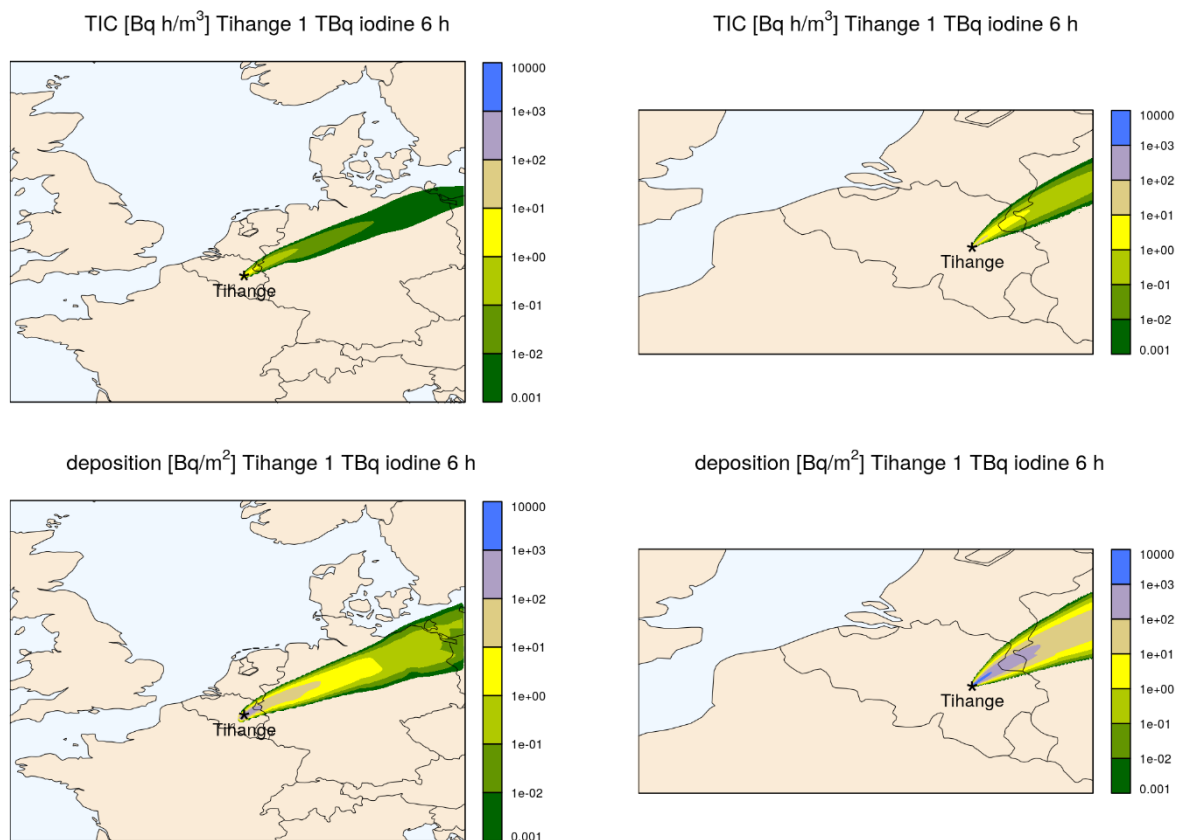 TIC [Bq h/m³] Tihange 1 TBq iodine 6 h
10000
1e+03
1e+02
1e+01
1e+00
1e-01
1e-02
0.001
Tihange
TIC [Bq h/m³] Tihange 1 TBq iodine 6 h
10000
1e+03
1e+02
1e+01
1e+00
1e-01
1e-02
0.001
Tihange
deposition [Bq/m²] Tihange 1 TBq iodine 6 h
10000
1e+03
1e+02
1e+01
1e+00
1e-01
1e-02
0.001
Tihange
deposition [Bq/m²] Tihange 1 TBq iodine 6 h
10000
1e+03
1e+02
1e+01
1e+00
1e-01
1e-02
0.001
Tihange